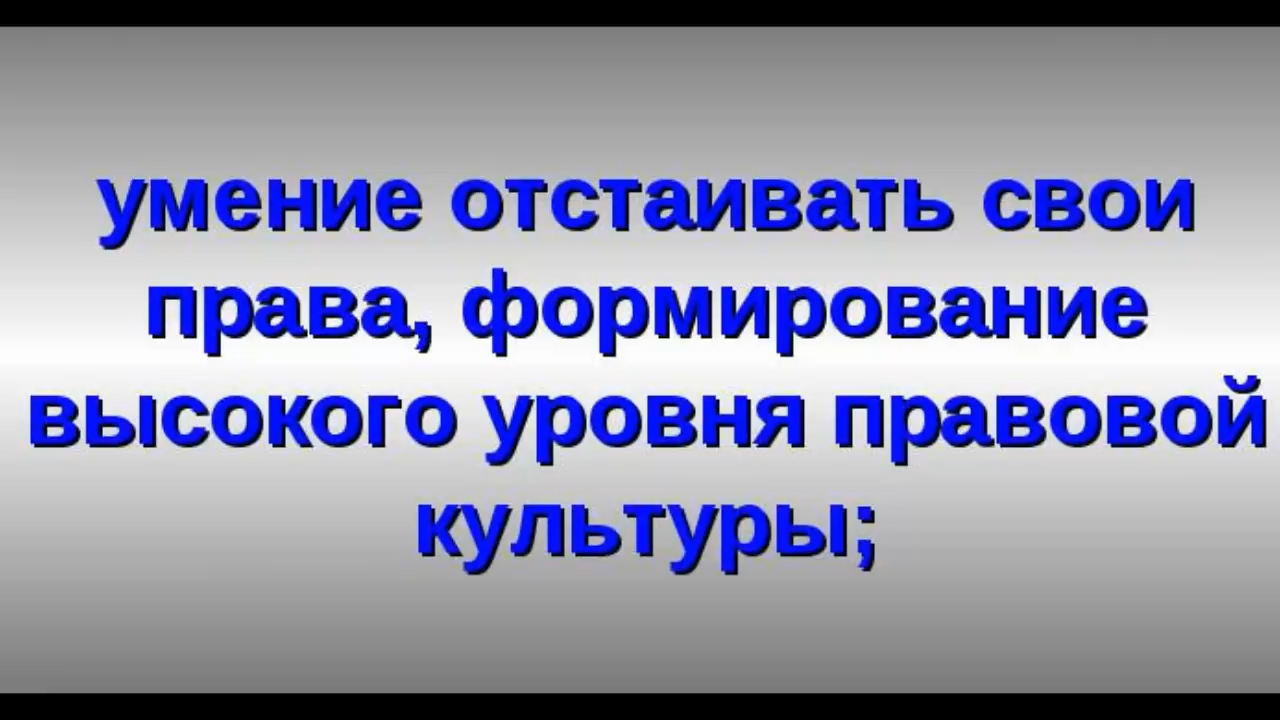 умение отстаивать свои
права, формирование
высокого уровня правовой
культуры;